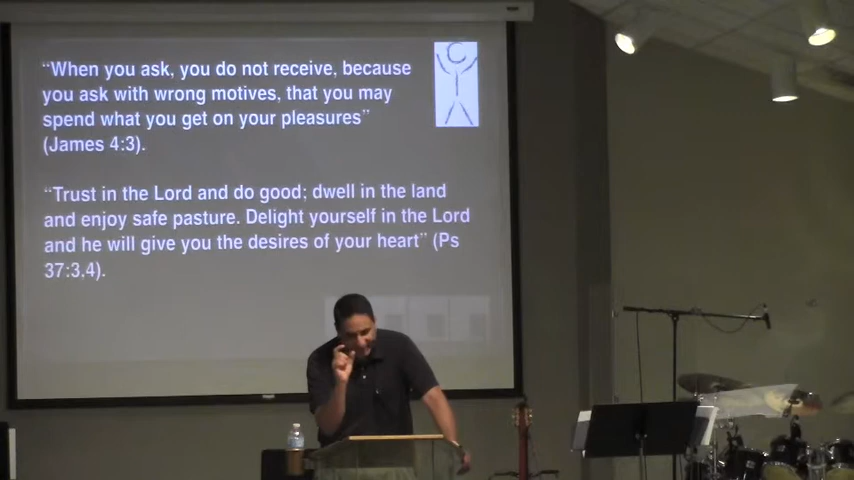 “When you ask, you do not receive, because
you ask with wrong motives, that you may
spend what you get on your pleasures”
(James 4:3).
“Trust in the Lord and do good; dwell in the land
and enjoy safe pasture. Delight yourself in the Lord
and he will give you the desires of your heart” (Ps
37:3,4).